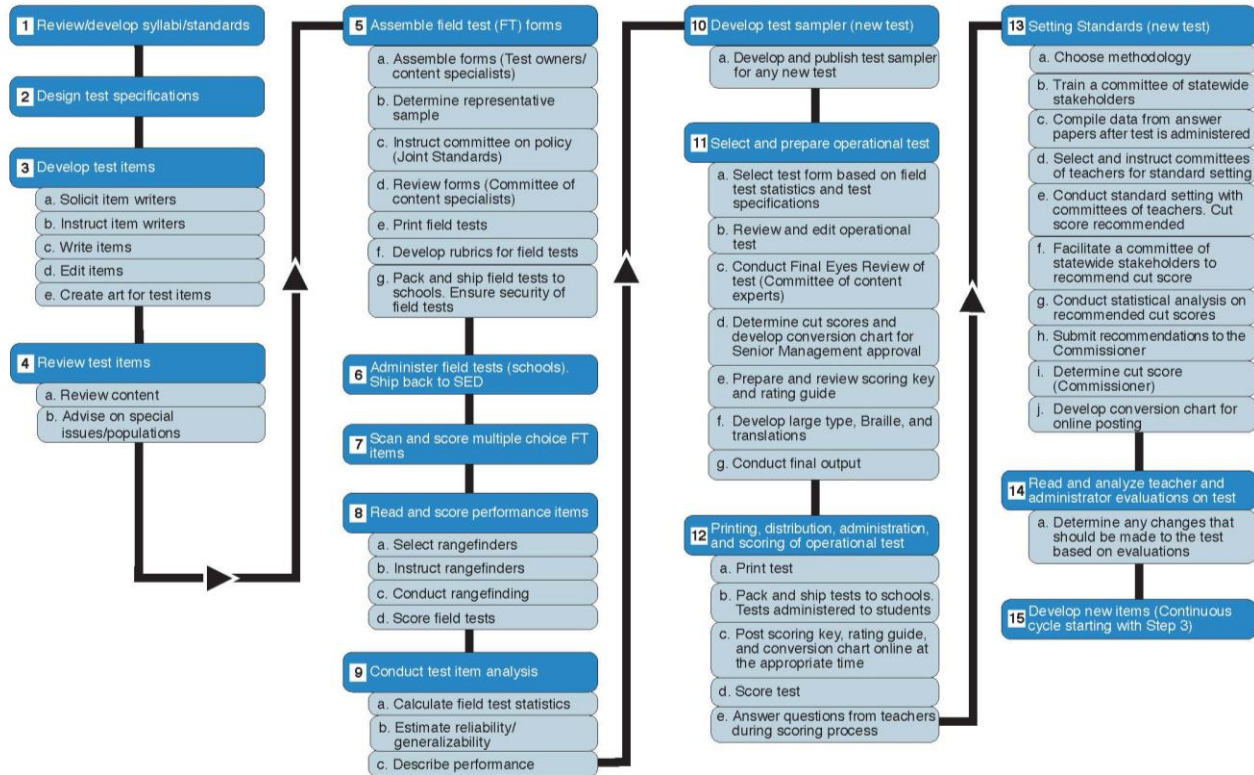 1 Review/develop syllabi/standards
2 Design test specifications
3 Develop test items
a. Solicit item writers
b. Instruct item writers
c. Write items
d. Edit items
e. Create art for test items
4 Review test items
a. Review content
b. Advise on special
issues/populations
5 Assemble field test (FT) forms
a. Assemble forms (Test owners/
content specialists)
b. Determine representative
sample
c. Instruct committee on policy
(Joint Standards)
d. Review forms (Committee of
content specialists)
e. Print field tests
f. Develop rubrics for field tests
g. Pack and ship field tests to
schools. Ensure security of
field tests
6 Administer field tests (schools).
Ship back to SED
7 Scan and score multiple choice FT
items
8 Read and score performance items
a. Select rangefinders
b. Instruct rangefinders
c. Conduct rangefinding
d. Score field tests
9 Conduct test item analysis
a. Calculate field test statistics
b. Estimate reliability/
generalizability
c. Describe performance
10 Develop test sampler (new test)
a. Develop and publish test sampler
for any new test
11 Select and prepare operational test
a. Select test form based on field
test statistics and test
specifications
b. Review and edit operational
test
c. Conduct Final Eyes Review of
test (Committee of content
experts)
d. Determine cut scores and
develop conversion chart for
Senior Management approval
e. Prepare and review scoring key
and rating guide
f. Develop large type, Braille, and
translations
g. Conduct final output
12 Printing, distribution, administration,
and scoring of operational test
a. Print test
b. Pack and ship tests to schools.
Tests administered to students
c. Post scoring key, rating guide,
and conversion chart online at
the appropriate time
d. Score test
e. Answer questions from teachers
during scoring process
13 Setting Standards (new test)
a. Choose methodology
b. Train a committee of statewide
stakeholders
c. Compile data from answer
papers after test is administered
d. Select and instruct committees
of teachers for standard setting
e. Conduct standard setting with
committees of teachers. Cut
score recommended
f. Facilitate a committee of
statewide stakeholders to
recommend cut score
g. Conduct statistical analysis on
recommended cut scores
h. Submit recommendations to the
Commissioner
i. Determine cut score
(Commissioner)
j. Develop conversion chart for
online posting
14 Read and analyze teacher and
administrator evaluations on test
a. Determine any changes that
should be made to the test
based on evaluations
15 Develop new items (Continuous
cycle starting with Step 3)